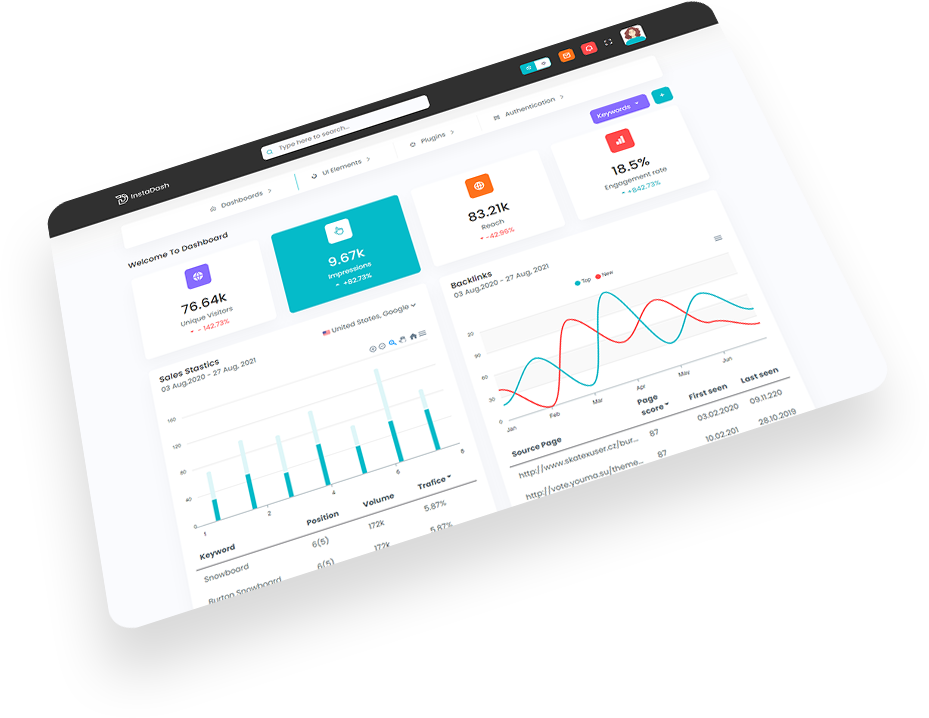 InstaDash
Type here to search...
Dashboards
UI Elements
Plugins
Authentication
Welcome To Dashboard
Keywords
+
76.64k
Unique Visitors
- 142.73%
9.67k
Impressions
+82.73%
83.21k
Reach
-42.96%
18.5%
Engagement rate
+842.73%
Sales Stastics
03 Aug,2020 - 27 Aug, 2021
United States, Google
160
120
80
40
0
1
2
4
6
8
Keyword Position Volume Trafice
Snowboard 6(5) 172k 5.87%
Burton Snowboard 6(5) 172k 5.87%
Backlinks
03 Aug,2020 - 27 Aug, 2021
Top New
90
60
30
0
Jan Feb Mar Apr May Jun
Source Page Page score First seen Last seen
http://www.skatexuser.cz/bur... 87 03.02.2020 09.11.220
http://vote.youma.su/theme... 87 10.02.201 28.10.2019